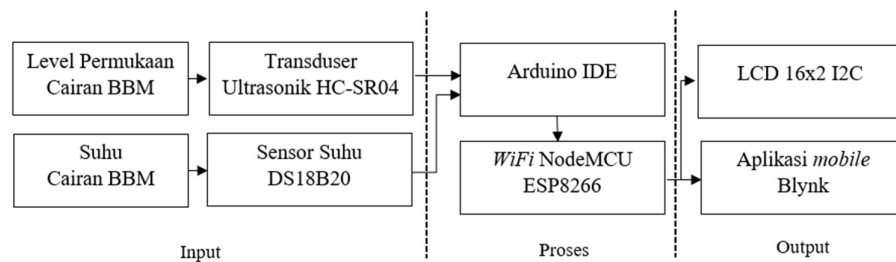 Level Permukaan
Cairan BBM
Transduser
Ultrasonik HC-SR04
Arduino IDE
LCD 16x2 I2C
Suhu
Cairan BBM
Sensor Suhu
DS18B20
WiFi NodeMCU
ESP8266
Aplikasi mobile
Blynk
Input
Proses
Output